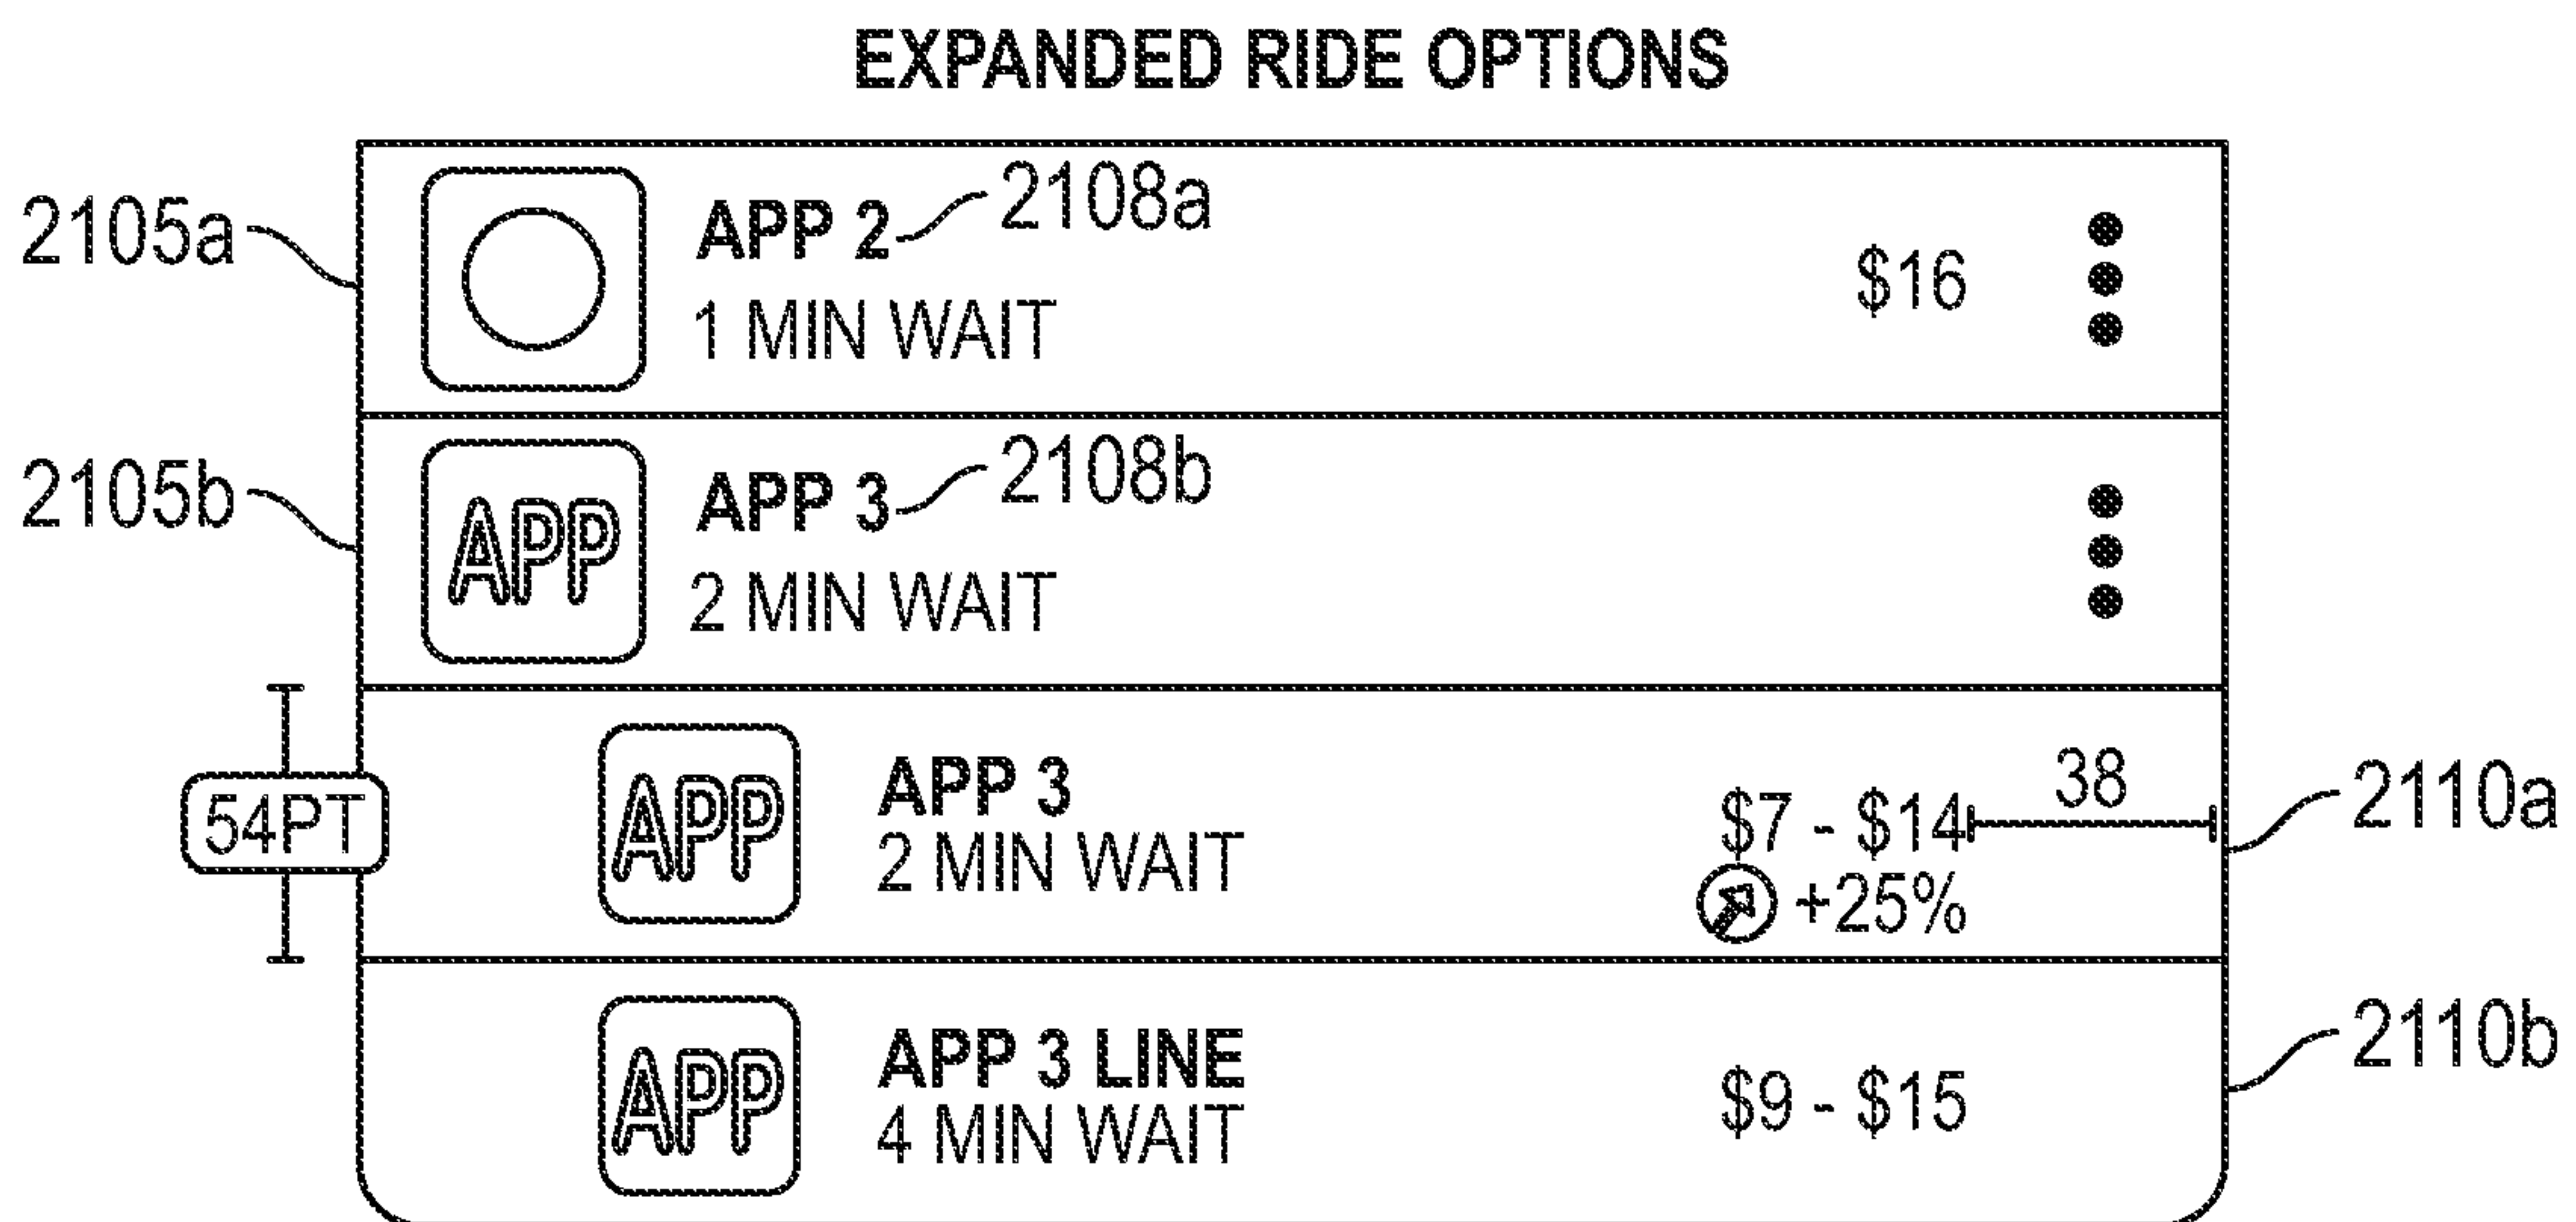 EXPANDED RIDE OPTIONS
2105a
APP 2
2108a
1 MIN WAIT
$16
2105b
APP
APP 3
2108b
2 MIN WAIT
54PT
APP
APP 3
2 MIN WAIT
$7 - $14
38
+25%
2110a
APP
APP 3 LINE
4 MIN WAIT
$9 - $15
2110b